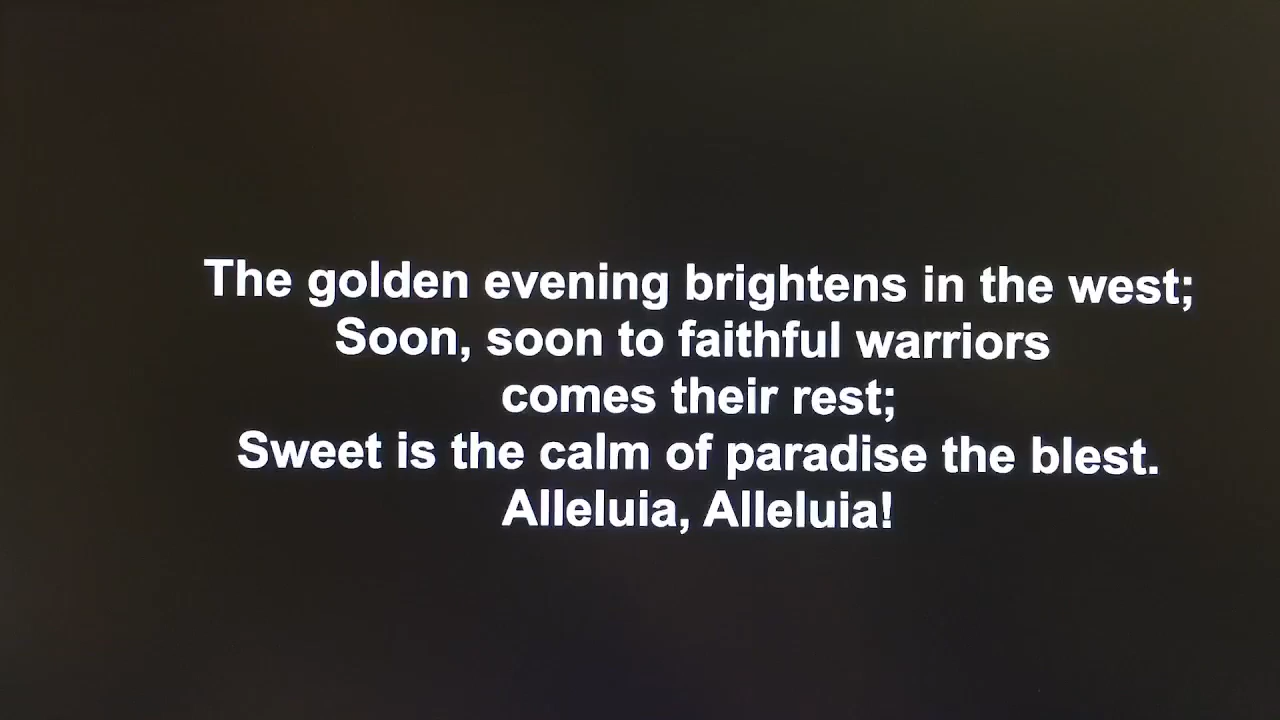 The golden evening brightens in the west;
Soon, soon to faithful warriors
comes their rest;
Sweet is the calm of paradise the blest.
Alleluia, Alleluia!